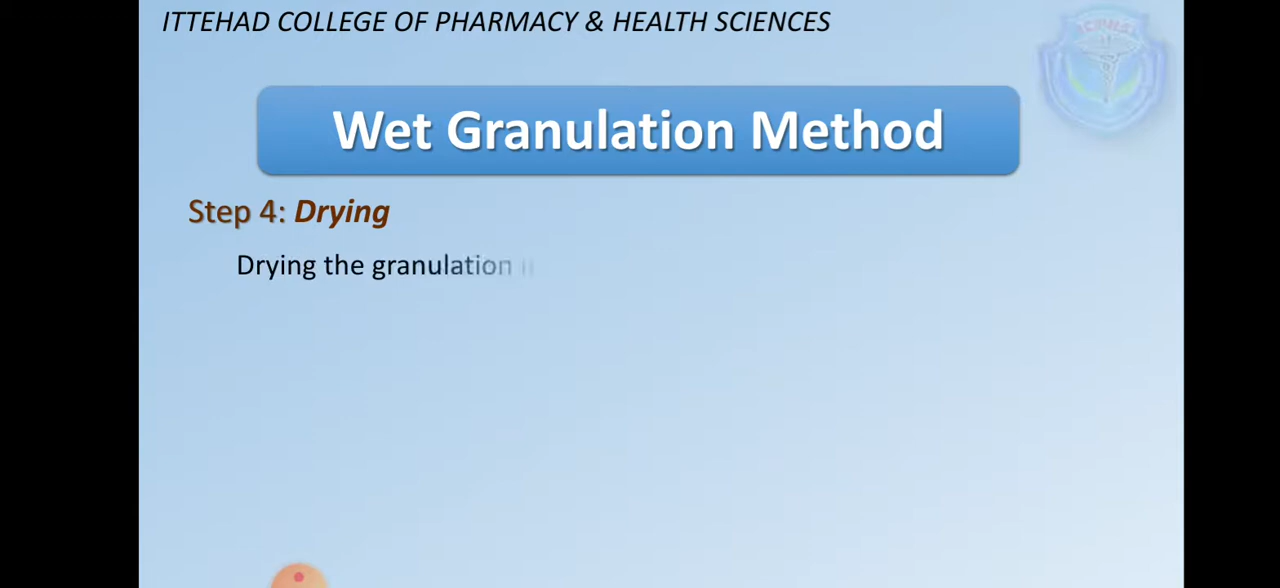 ITTEHAD COLLEGE OF PHARMACY & HEALTH SCIENCES
Wet Granulation Method
Step 4: Drying
Drying the granulation